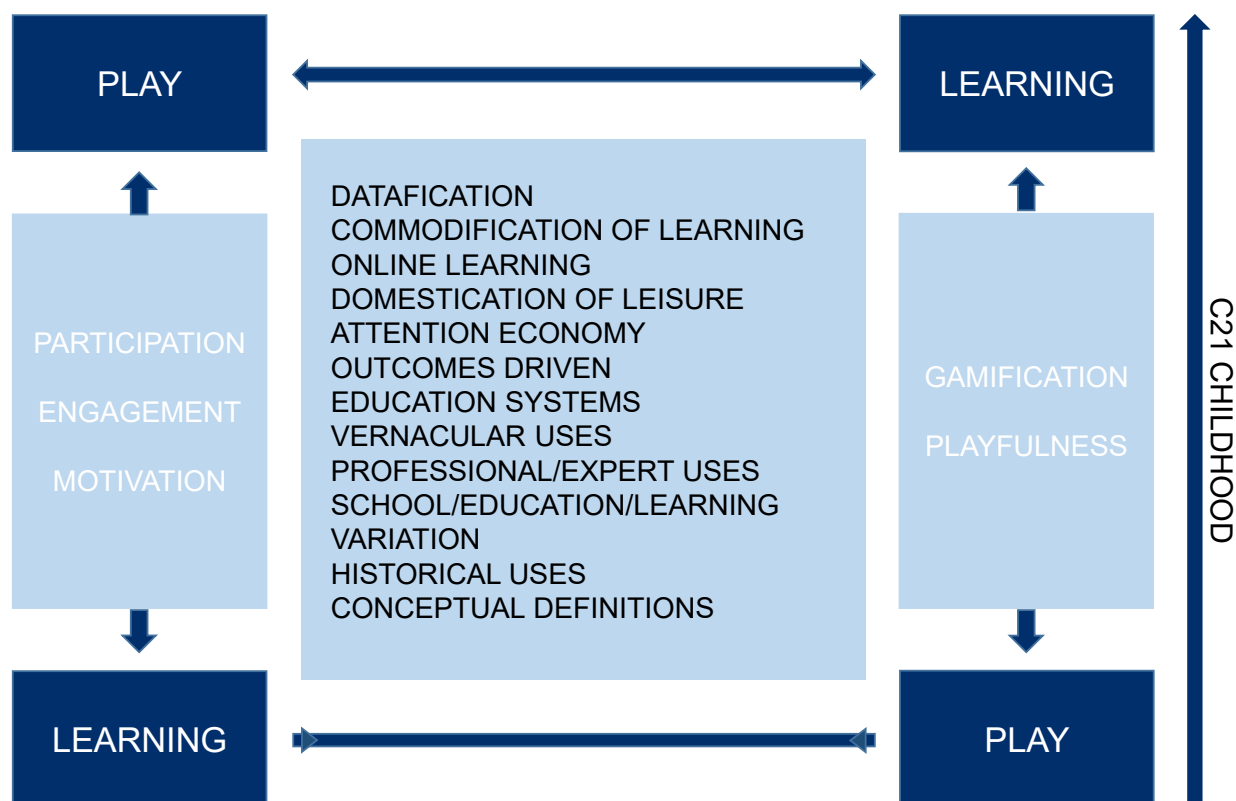 PLAY
LEARNING
DATAFICATION
COMMODIFICATION OF LEARNING
ONLINE LEARNING
DOMESTICATION OF LEISURE
ATTENTION ECONOMY
OUTCOMES DRIVEN
EDUCATION SYSTEMS
VERNACULAR USES
PROFESSIONAL/EXPERT USES
SCHOOL/EDUCATION/LEARNING
VARIATION
HISTORICAL USES
CONCEPTUAL DEFINITIONS
PARTICIPATION
ENGAGEMENT
MOTIVATION
GAMIFICATION
PLAYFULNESS
C21 CHILDHOOD
LEARNING
PLAY